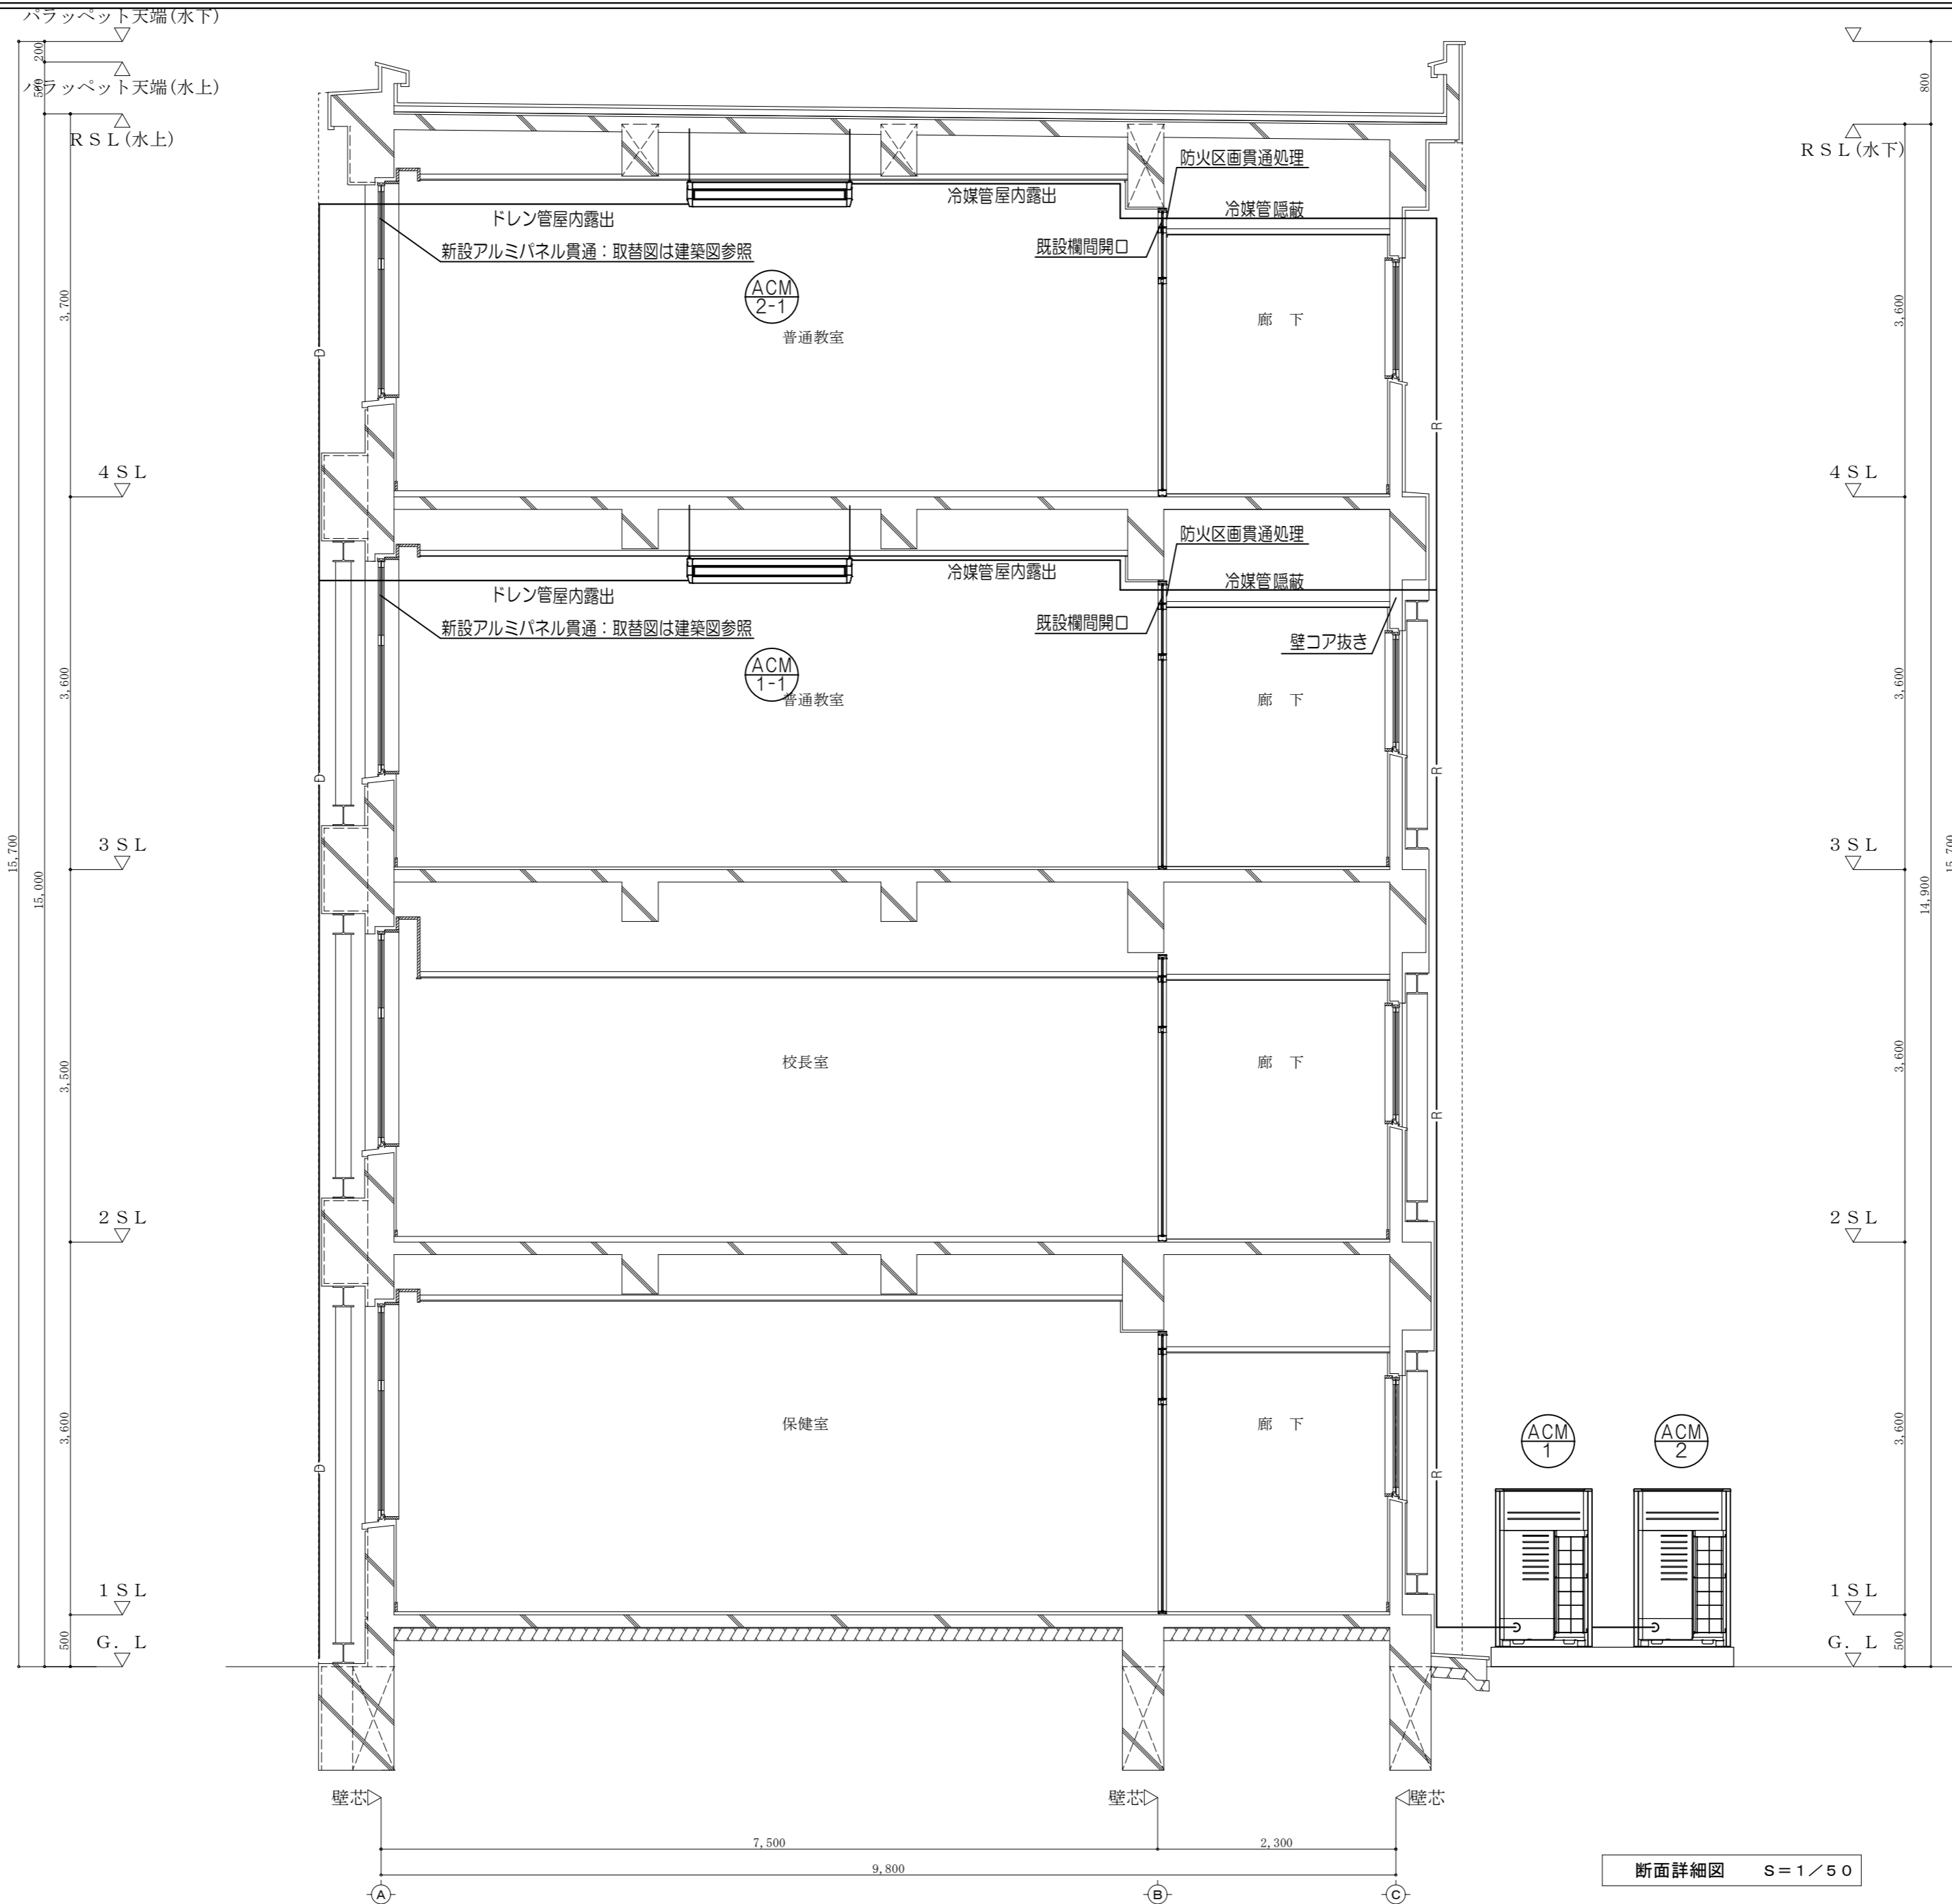 パラッペット天端(水下)
200
500
パラッペット天端(水上)
800
RSL(水上)
RSL(水下)
防火区画貫通処理
冷媒管屋内露出
冷媒管隠蔽
ドレン管屋内露出
新設アルミパネル貫通：取替図は建築図参照
既設欄間開口
ACM
2-1
普通教室
廊 下
3,700
3,600
D
R
4SL
4SL
防火区画貫通処理
冷媒管屋内露出
冷媒管隠蔽
ドレン管屋内露出
新設アルミパネル貫通：取替図は建築図参照
既設欄間開口
壁コア抜き
ACM
1-1
普通教室
廊 下
3,600
3,600
D
R
3SL
3SL
15,700
15,000
14,900
15,700
校長室
廊 下
3,500
3,600
R
2SL
2SL
保健室
廊 下
3,600
3,600
D
R
ACM
1
ACM
2
1SL
1SL
G. L
500
G. L
500
壁芯
壁芯
壁芯
7,500
2,300
9,800
A
B
C
断面詳細図 S=1/50